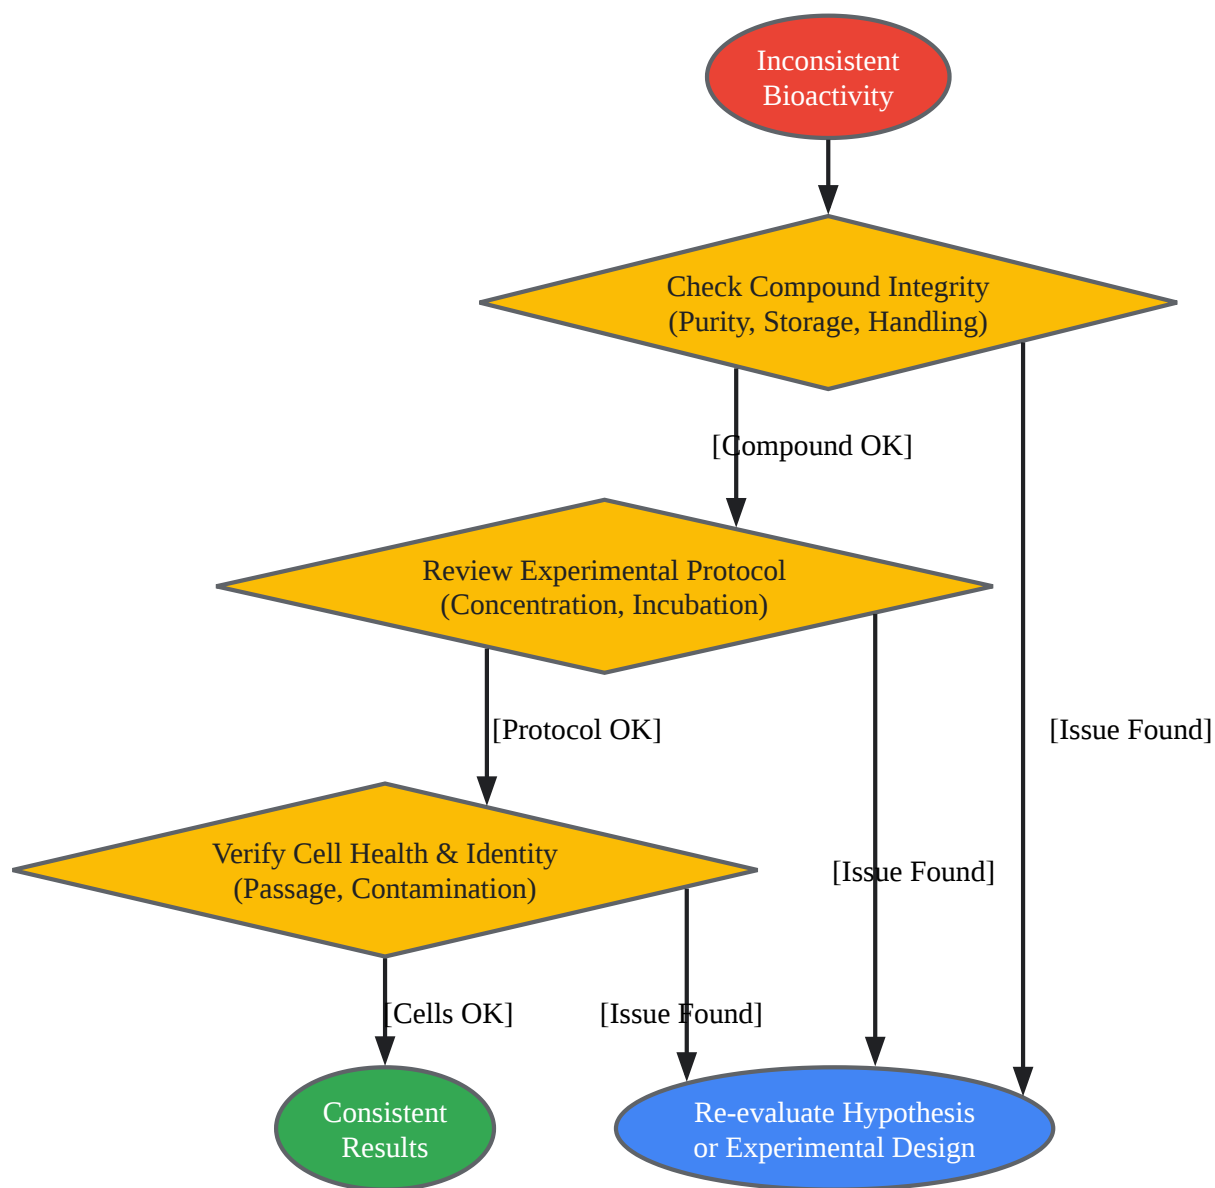 Inconsistent
Bioactivity
Check Compound Integrity
(Purity, Storage, Handling)
[Compound OK]
Review Experimental Protocol
(Concentration, Incubation)
[Protocol OK]
[Issue Found]
Verify Cell Health & Identity
(Passage, Contamination)
[Issue Found]
[Cells OK]
[Issue Found]
Consistent
Results
Re-evaluate Hypothesis
or Experimental Design